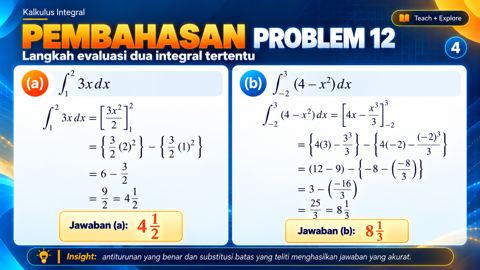 Kalkulus Integral
Teach + Explore
PEMBAHASAN PROBLEM 12
4
Langkah evaluasi dua integral tertentu
(a) ∫₁² 3x dx
∫₁² 3x dx = [3x²/2]₁²
= {3/2 (2)²} − {3/2 (1)²}
= 6 − 3/2
= 9/2 = 4 1/2
Jawaban (a): 4 1/2
(b) ∫₋₂³ (4 − x²) dx
∫₋₂³ (4 − x²) dx = [4x − x³/3]₋₂³
= {4(3) − 3³/3} − {4(−2) − (−2)³/3}
= (12 − 9) − {−8 − (−8/3)}
= 3 − (−16/3)
= 25/3 = 8 1/3
Jawaban (b): 8 1/3
Insight: antiturunan yang benar dan substitusi batas yang teliti menghasilkan jawaban yang akurat.